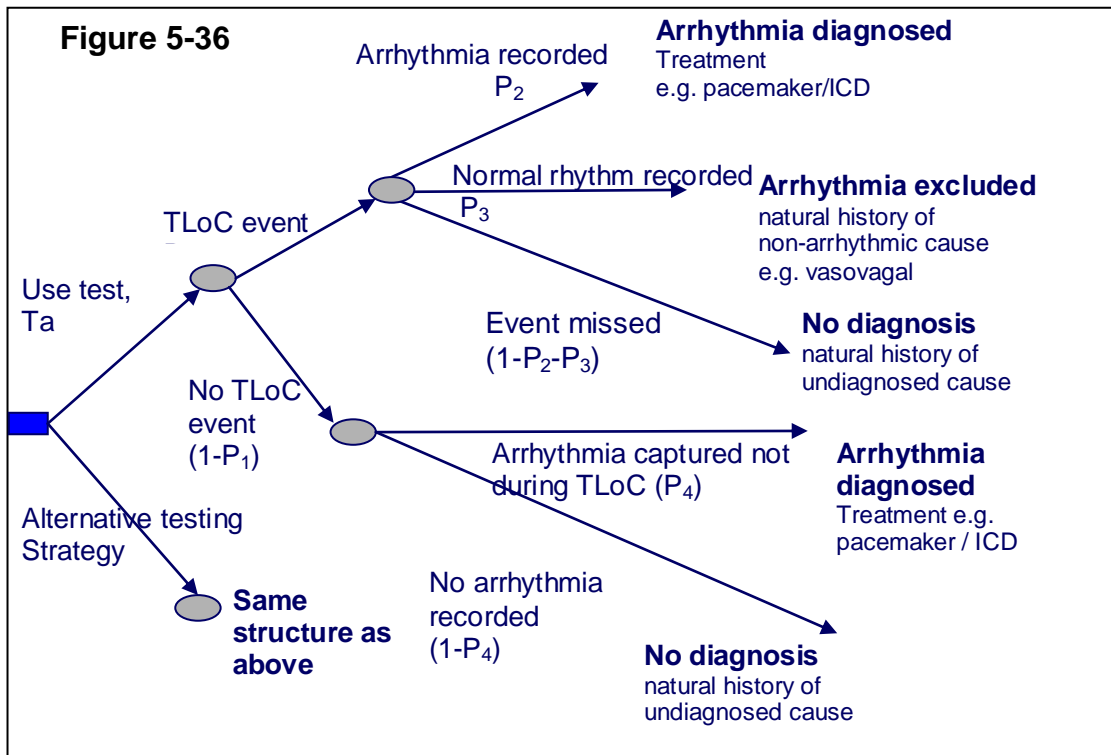 Figure 5-36
Arrhythmia recorded
P2
Arrhythmia diagnosed
Treatment
e.g. pacemaker/ICD
Normal rhythm recorded
P3
Arrhythmia excluded
natural history of
non-arrhythmic cause
e.g. vasovagal
TLoC event
Use test,
Ta
Event missed
(1-P2-P3)
No diagnosis
natural history of
undiagnosed cause
No TLoC
event
(1-P1)
Arrhythmia captured not
during TLoC (P4)
Arrhythmia
diagnosed
Treatment e.g.
pacemaker / ICD
Alternative testing
Strategy
Same
structure as
above
No arrhythmia
recorded
(1-P4)
No diagnosis
natural history of
undiagnosed cause